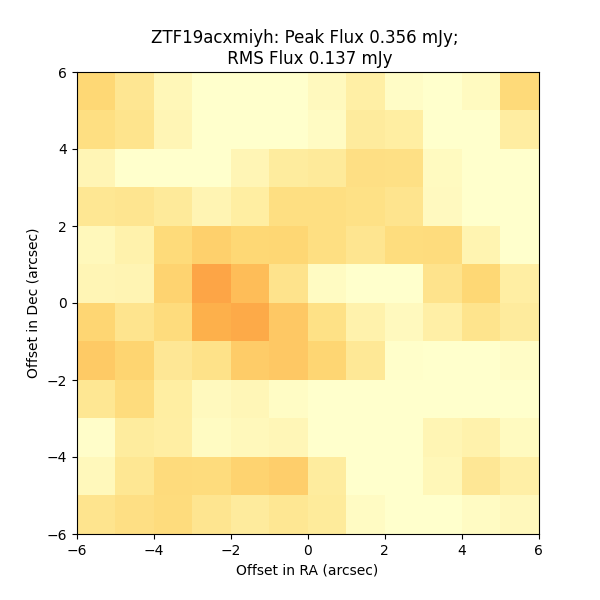 ZTF19acxmiyh: Peak Flux 0.356 mJy;
RMS Flux 0.137 mJy
6
4
2
0
−2
−4
−6
Offset in Dec (arcsec)
−6 −4 −2 0 2 4 6
Offset in RA (arcsec)